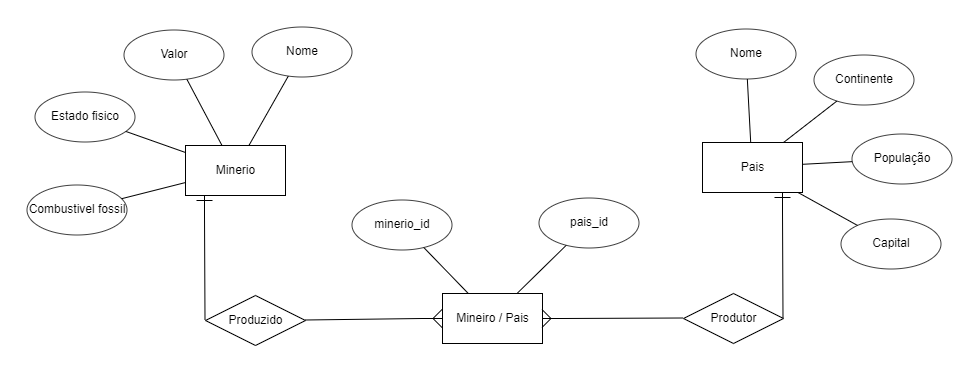 Valor
Nome
Estado fisico
Minerio
Combustivel fossil
Nome
Continente
População
Pais
Capital
minerio_id
pais_id
Produzido
Mineiro / Pais
Produtor